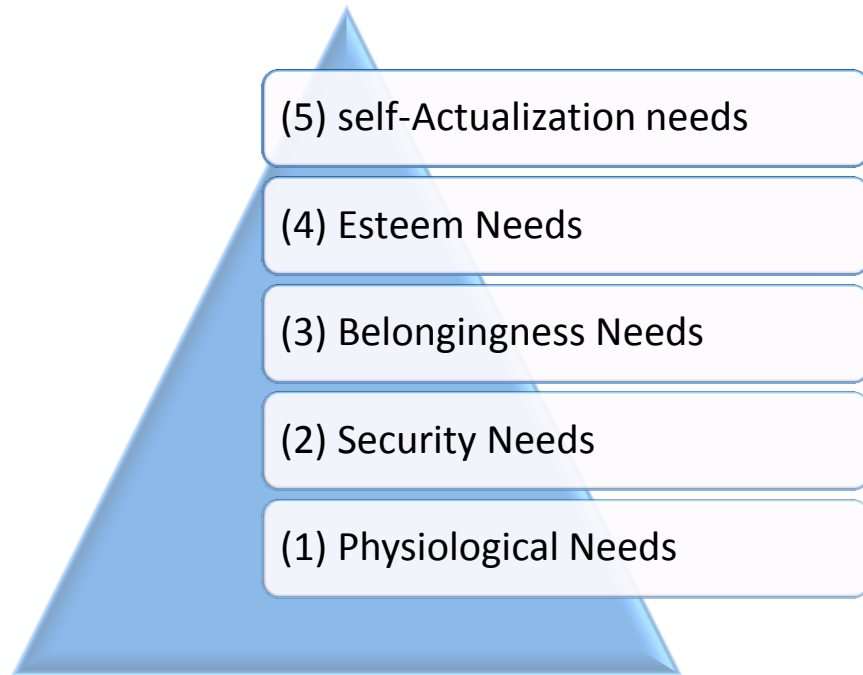 (5) self-Actualization needs
(4) Esteem Needs
(3) Belongingness Needs
(2) Security Needs
(1) Physiological Needs